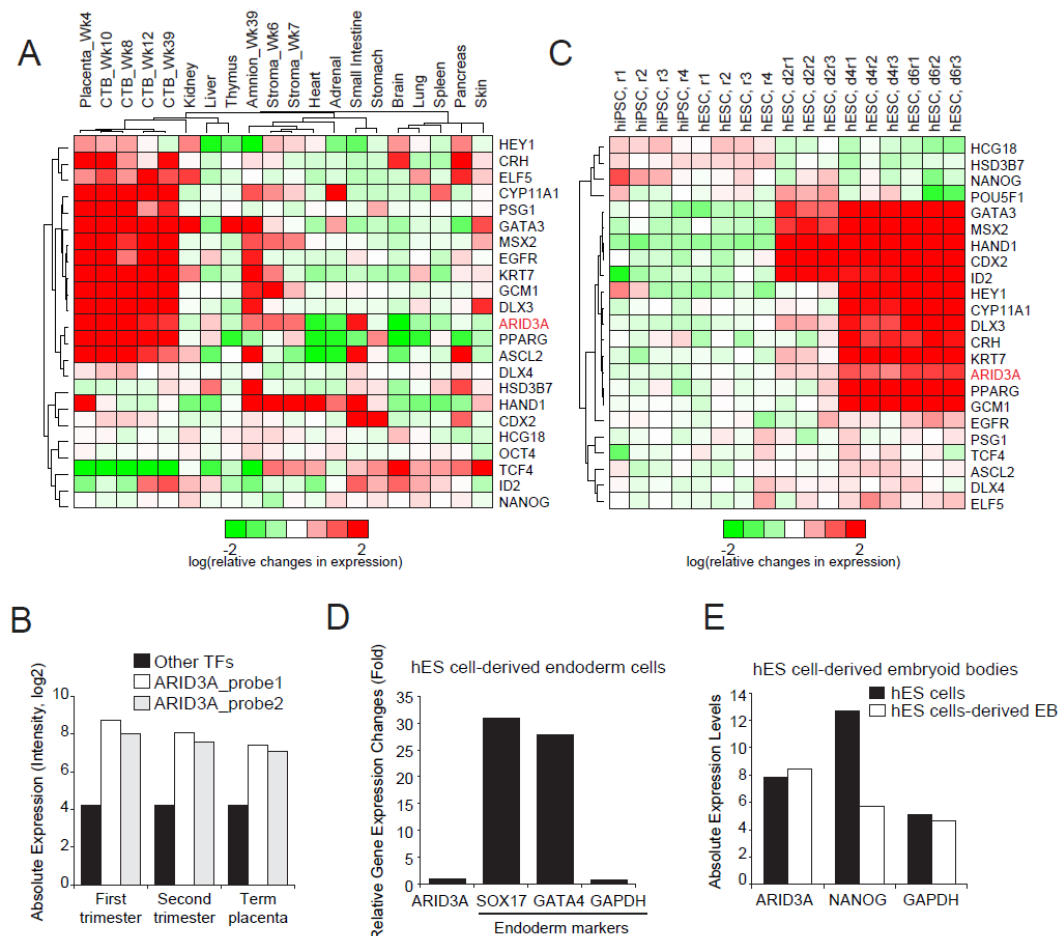 A
Placenta_Wk4
CTB_Wk10
CTB_Wk8
CTB_Wk12
CTB_Wk39
Kidney
Liver
Thymus
Amnion_Wk39
Stroma_Wk6
Stroma_Wk7
Heart
Adrenal
Small Intestine
Stomach
Brain
Lung
Spleen
Pancreas
Skin
HEY1
CRH
ELF5
CYP11A1
PSG1
GATA3
MSX2
EGFR
KRT7
GCM1
DLX3
ARID3A
PPARG
ASCL2
DLX4
HSD3B7
HAND1
CDX2
HCG18
OCT4
TCF4
ID2
NANOG
-2 2
log(relative changes in expression)
C
hiPSC, r1
hiPSC, r2
hiPSC, r3
hiPSC, r4
hESC, r1
hESC, r2
hESC, r3
hESC, r4
hESC, d2r1
hESC, d2r2
hESC, d2r3
hESC, d4r1
hESC, d4r2
hESC, d4r3
hESC, d6r1
hESC, d6r2
hESC, d6r3
HCG18
HSD3B7
NANOG
POU5F1
GATA3
MSX2
HAND1
CDX2
ID2
HEY1
CYP11A1
DLX3
CRH
KRT7
ARID3A
PPARG
GCM1
EGFR
PSG1
TCF4
ASCL2
DLX4
ELF5
-2 2
log(relative changes in expression)
B
Other TFs
ARID3A_probe1
ARID3A_probe2
Absolute Expression (Intensity, log2)
10
8
6
4
2
0
First trimester
Second trimester
Term placenta
D
hES cell-derived endoderm cells
Relative Gene Expression Changes (Fold)
35
30
25
20
15
10
5
0
ARID3A SOX17 GATA4 GAPDH
Endoderm markers
E
hES cell-derived embryoid bodies
hES cells
hES cells-derived EB
Absolute Expression Levels
14
12
10
8
6
4
2
0
ARID3A NANOG GAPDH